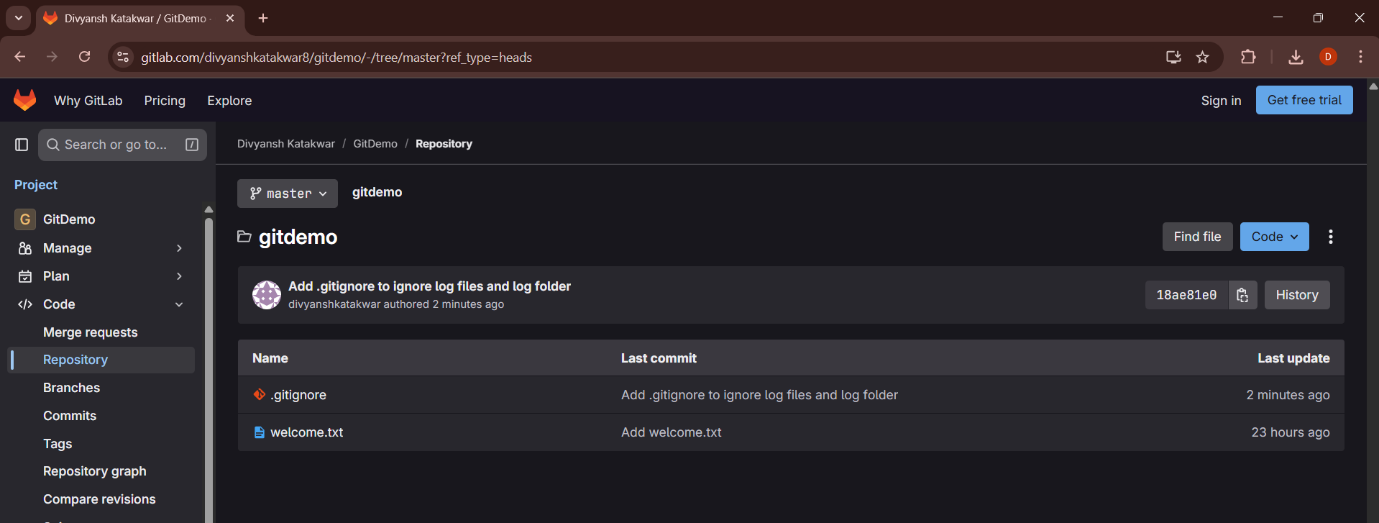 Divyansh Katakwar / GitDemo ·
gitlab.com/divyanshkatakwar8/gitdemo/-/tree/master?ref_type=heads
D
Why GitLab Pricing Explore Sign in Get free trial
Search or go to... /
Project
G GitDemo
Manage
Plan
Code
Merge requests
Repository
Branches
Commits
Tags
Repository graph
Compare revisions
Divyansh Katakwar / GitDemo / Repository
master gitdemo
gitdemo Find file Code
Add .gitignore to ignore log files and log folder
divyanshkatakwar authored 2 minutes ago
18ae81e0 History
Name Last commit Last update
.gitignore Add .gitignore to ignore log files and log folder 2 minutes ago
welcome.txt Add welcome.txt 23 hours ago